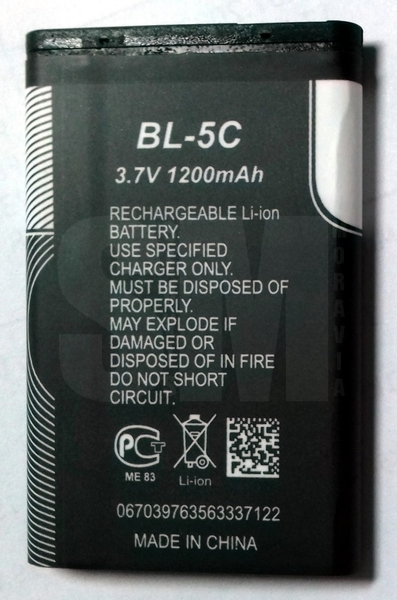 BL-5C
3.7V 1200mAh
RECHARGEABLE Li-ion
BATTERY.
USE SPECIFIED
CHARGER ONLY.
MUST BE DISPOSED OF
PROPERLY.
MAY EXPLODE IF
DAMAGED OR
DISPOSED OF IN FIRE
DO NOT SHORT
CIRCUIT.
ME 83
Li-ion
067039763563337122
MADE IN CHINA
SM
ORAVIA